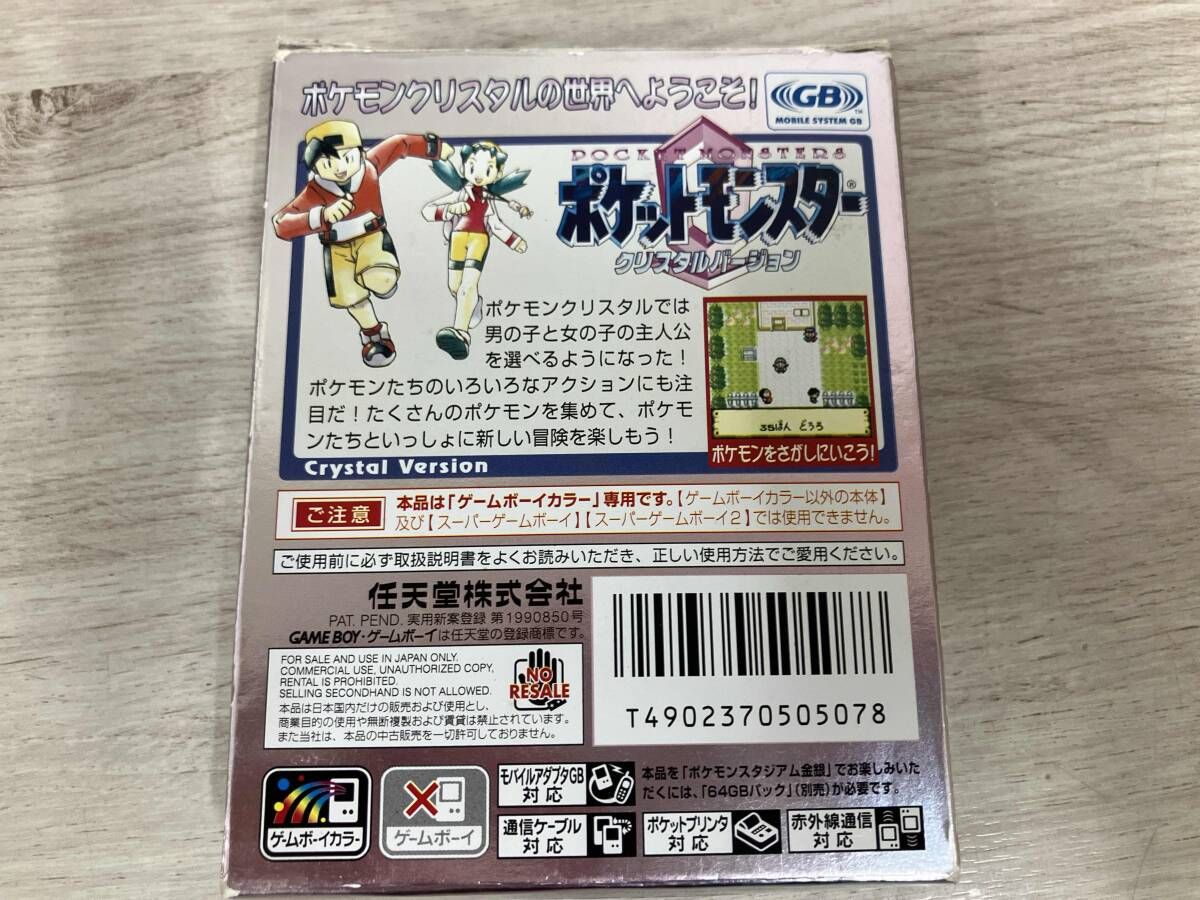 ポケモンクリスタルの世界へようこそ!
GB
TM
MOBILE SYSTEM GB
POCKET MONSTERS
ポケットモンスター®
クリスタルバージョン
ポケモンクリスタルでは
男の子と女の子の主人公
を選べるようになった!
ポケモンたちのいろいろなアクションにも注
目だ!たくさんのポケモンを集めて、ポケモ
ンたちといっしょに新しい冒険を楽しもう!
35ばん どうろ
ポケモンをさがしにいこう!
Crystal Version
ご注意
本品は「ゲームボーイカラー」専用です。【ゲームボーイカラー以外の本体】
及び【スーパーゲームボーイ】【スーパーゲームボーイ2】では使用できません。
ご使用前に必ず取扱説明書をよくお読みいただき、正しい使用方法でご愛用ください。
任天堂株式会社
PAT. PEND. 実用新案登録 第1990850号
GAME BOY・ゲームボーイは任天堂の登録商標です。
FOR SALE AND USE IN JAPAN ONLY.
COMMERCIAL USE, UNAUTHORIZED COPY,
RENTAL IS PROHIBITED.
SELLING SECONDHAND IS NOT ALLOWED.
本品は日本国内だけの販売および使用とし、
商業目的の使用や無断複製および賃貸は禁止されています。
また当社は、本品の中古販売を一切許可しておりません。
NO
RESALE
T4902370505078
ゲームボーイカラー
ゲームボーイ
モバイルアダプタGB
対応
本品を「ポケモンスタジアム金銀」でお楽しみいた
だくには、「64GBパック」(別売)が必要です。
通信ケーブル
対応
ポケットプリンタ
対応
赤外線通信
対応